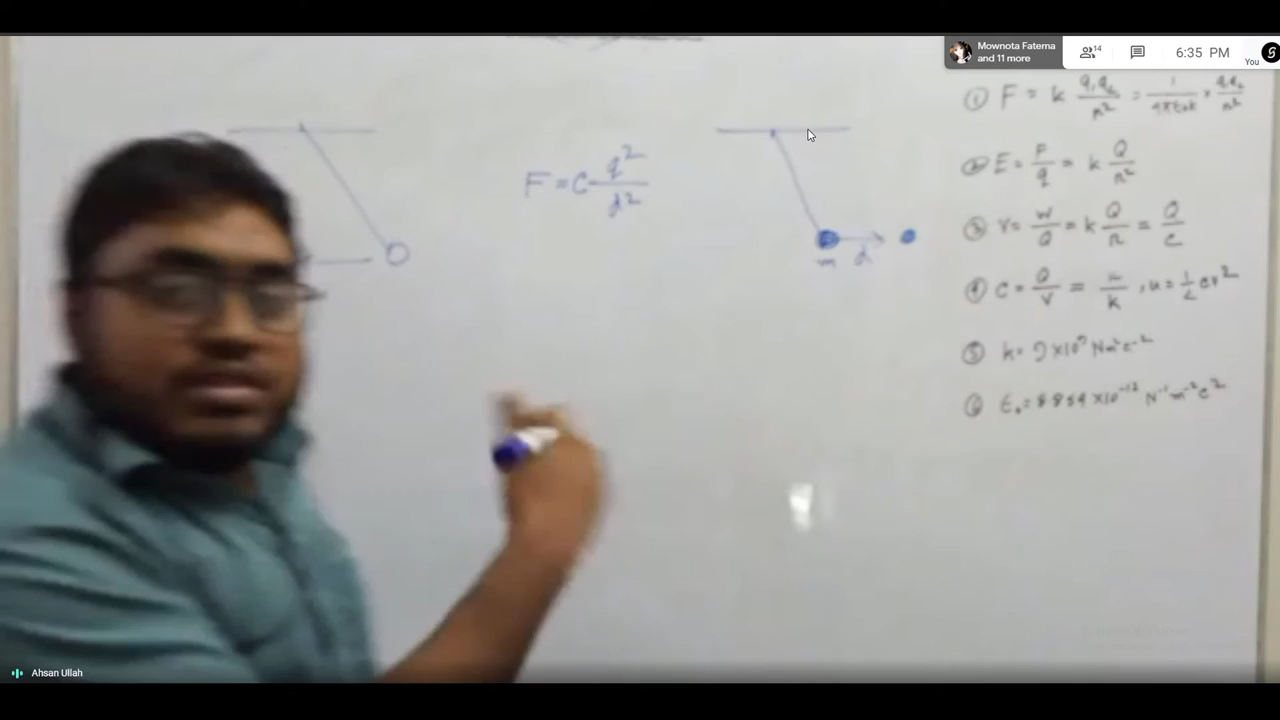 Mownota Fatema
and 11 more
14
6:35 PM
You
F = C q²/d²
m d
① F = k q₁q₂/r² = 1/4πε₀k × q₁q₂/r²
② E = F/q = k Q/r²
③ V = W/Q = k Q/r = Q/C
④ C = Q/V = r/k , u = 1/2 CV²
⑤ k = 9×10⁹ Nm²C⁻²
⑥ ε₀ = 8.854×10⁻¹² N⁻¹m⁻²C²
Ahsan Ullah